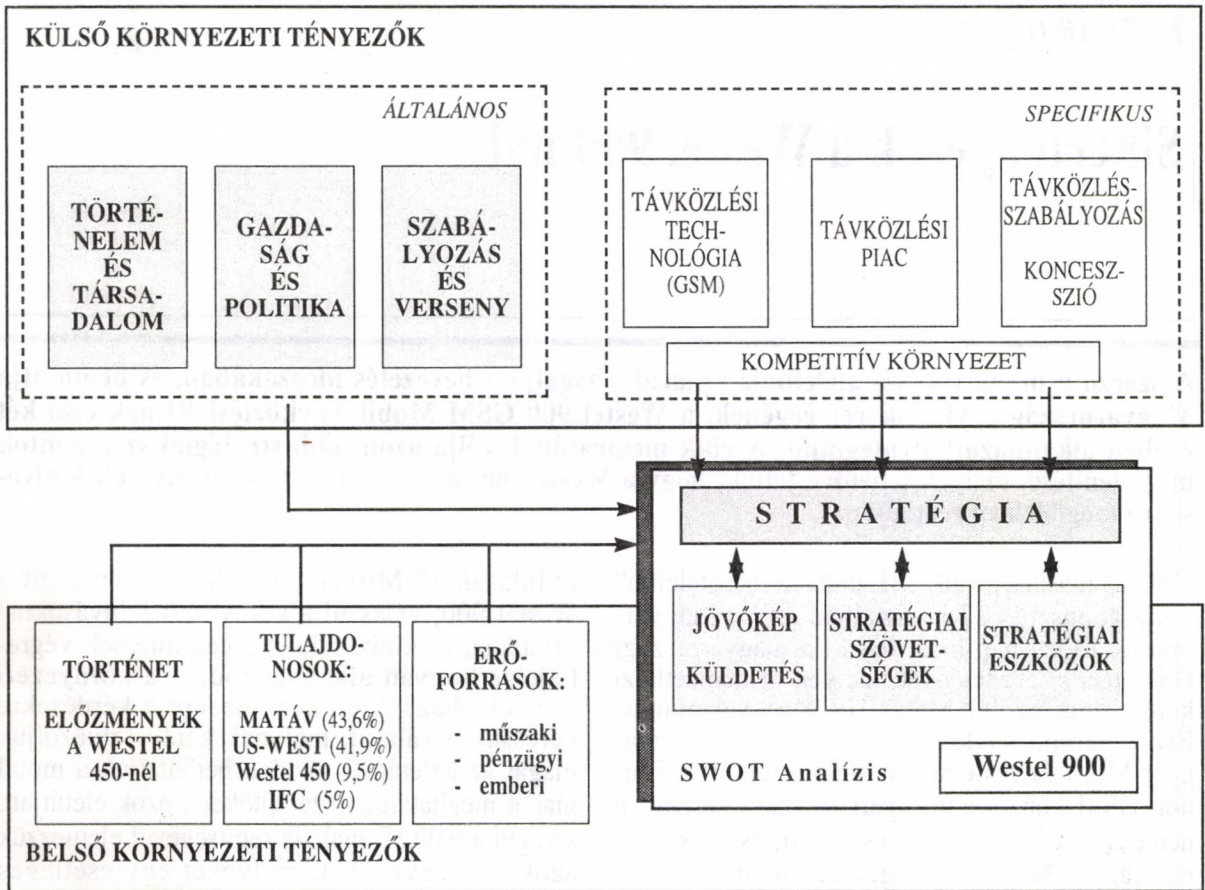 KÜLSŐ KÖRNYEZETI TÉNYEZŐK
ÁLTALÁNOS
TÖRTÉ-
NELEM
ÉS
TÁRSA-
DALOM
GAZDA-
SÁG
ÉS
POLITIKA
SZABÁ-
LYOZÁS
ÉS
VERSENY
SPECIFIKUS
TÁVKÖZLÉSI
TECH-
NOLÓGIA
(GSM)
TÁVKÖZLÉSI
PIAC
TÁVKÖZLÉS-
SZABÁLYOZÁS
KONCESZ-
SZIÓ
KOMPETITÍV KÖRNYEZET
STRATÉGIA
JÖVŐKÉP
KÜLDETÉS
STRATÉGIAI
SZÖVET
SÉGEK
STRATÉGIAI
ESZKÖZÖK
SWOT Analízis
Westel 900
TÖRTÉNET
ELŐZMÉNYEK
A WESTEL
450-nél
TULAJDO-
NOSOK:
MATÁV (43,6%)
US-WEST (41,9%)
Westel 450 (9,5%)
IFC (5%)
ERŐ-
FORRÁSOK:
- műszaki
- pénzügyi
- emberi
BELSŐ KÖRNYEZETI TÉNYEZŐK